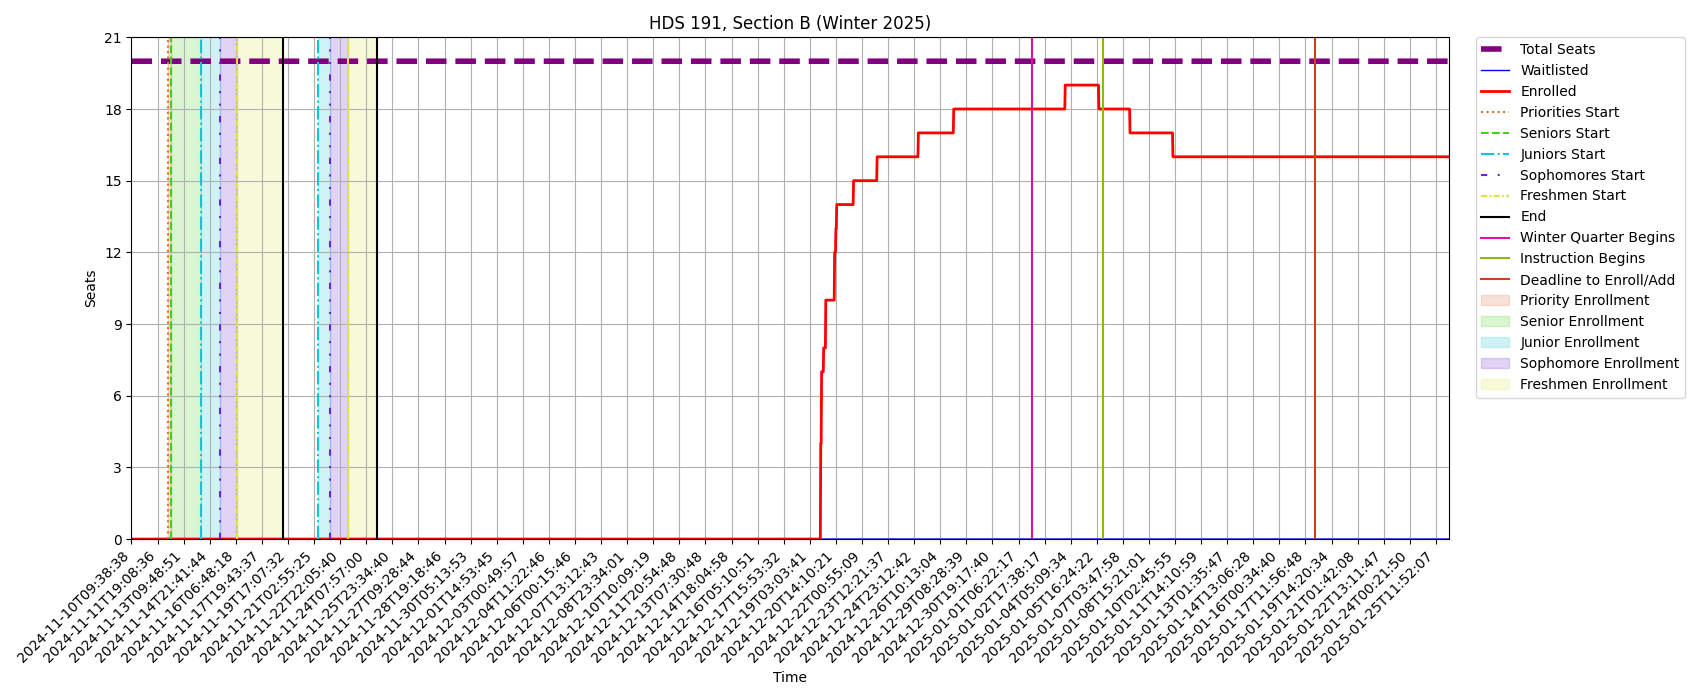 HDS 191, Section B (Winter 2025)
21
18
15
12
9
6
3
0
Seats
2024-11-10T09:38:38
2024-11-11T19:08:36
2024-11-13T09:48:51
2024-11-14T21:41:44
2024-11-16T06:48:18
2024-11-17T19:43:37
2024-11-19T17:07:32
2024-11-21T02:55:25
2024-11-22T22:05:40
2024-11-24T07:57:00
2024-11-25T23:34:40
2024-11-27T09:28:44
2024-11-28T19:18:46
2024-11-30T05:13:53
2024-12-01T14:53:45
2024-12-03T00:49:57
2024-12-04T11:22:46
2024-12-06T00:15:46
2024-12-07T13:12:43
2024-12-08T23:34:01
2024-12-10T10:09:19
2024-12-11T20:54:48
2024-12-13T07:30:48
2024-12-14T18:04:58
2024-12-16T05:10:51
2024-12-17T15:53:32
2024-12-19T03:03:41
2024-12-20T14:10:21
2024-12-22T00:55:09
2024-12-23T12:21:37
2024-12-24T23:12:42
2024-12-26T10:13:04
2024-12-29T08:28:39
2024-12-30T19:17:40
2025-01-01T06:22:17
2025-01-02T17:38:17
2025-01-04T05:09:34
2025-01-05T16:24:22
2025-01-07T03:47:58
2025-01-08T15:21:01
2025-01-10T02:45:55
2025-01-11T14:10:59
2025-01-13T01:35:47
2025-01-14T13:06:28
2025-01-16T00:34:40
2025-01-17T11:56:48
2025-01-19T14:20:34
2025-01-21T01:42:08
2025-01-22T13:11:47
2025-01-24T00:21:50
2025-01-25T11:52:07
Time
Total Seats
Waitlisted
Enrolled
Priorities Start
Seniors Start
Juniors Start
Sophomores Start
Freshmen Start
End
Winter Quarter Begins
Instruction Begins
Deadline to Enroll/Add
Priority Enrollment
Senior Enrollment
Junior Enrollment
Sophomore Enrollment
Freshmen Enrollment